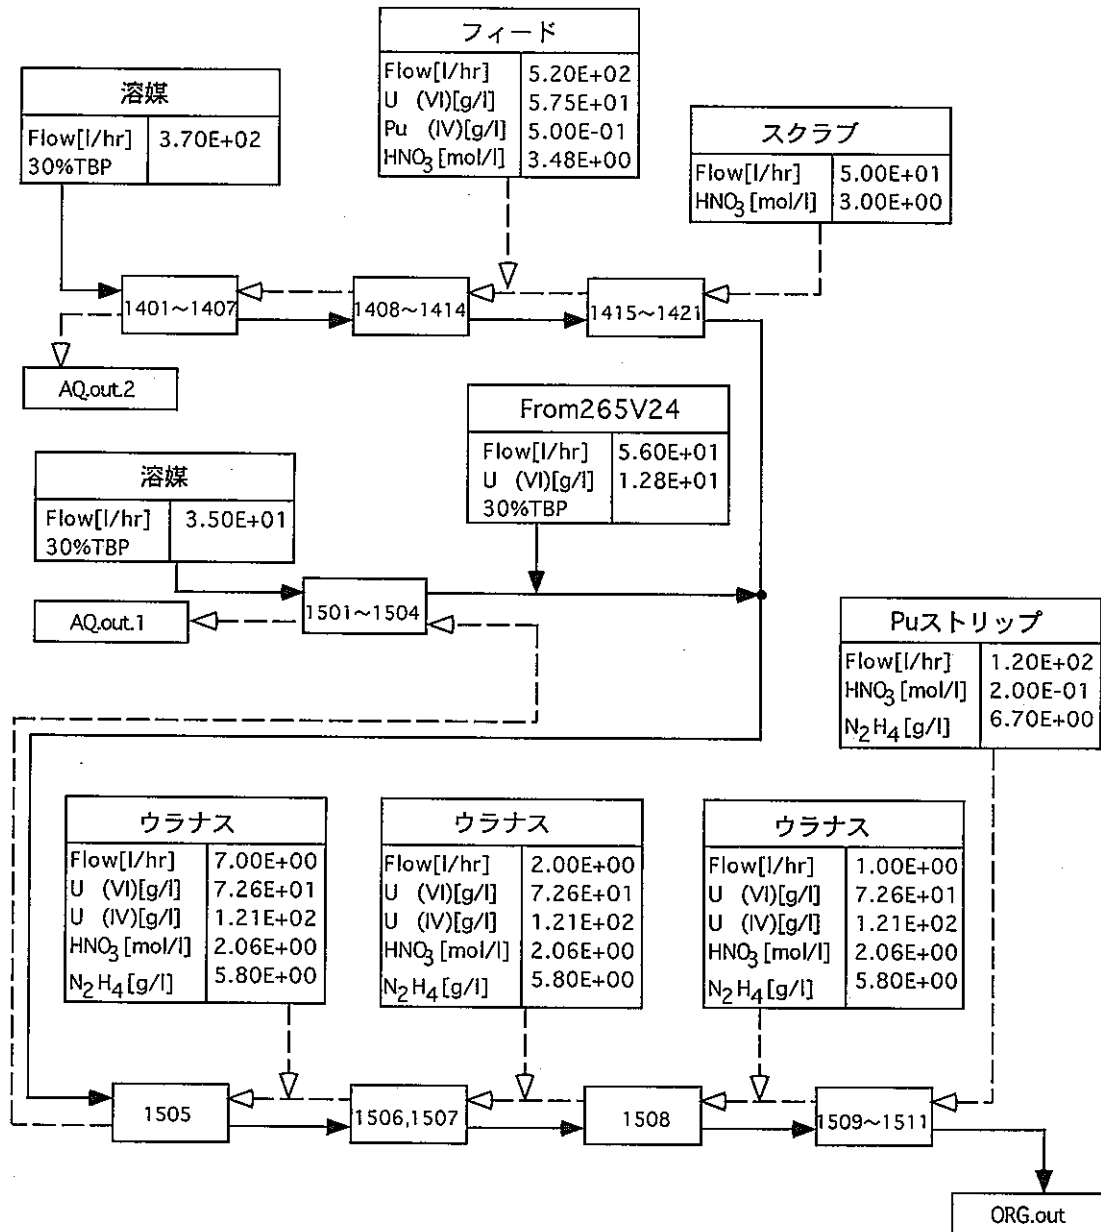 フィード
Flow[l/hr] 5.20E+02
U (VI)[g/l] 5.75E+01
Pu (IV)[g/l] 5.00E-01
HNO3[mol/l] 3.48E+00
溶媒
Flow[l/hr] 3.70E+02
30%TBP
スクラブ
Flow[l/hr] 5.00E+01
HNO3[mol/l] 3.00E+00
1401~1407
1408~1414
1415~1421
AQ.out.2
From265V24
Flow[l/hr] 5.60E+01
U (VI)[g/l] 1.28E+01
30%TBP
溶媒
Flow[l/hr] 3.50E+01
30%TBP
1501~1504
AQ.out.1
Puストリップ
Flow[l/hr] 1.20E+02
HNO3[mol/l] 2.00E-01
N2H4[g/l] 6.70E+00
ウラナス
Flow[l/hr] 7.00E+00
U (VI)[g/l] 7.26E+01
U (IV)[g/l] 1.21E+02
HNO3[mol/l] 2.06E+00
N2H4[g/l] 5.80E+00
ウラナス
Flow[l/hr] 2.00E+00
U (VI)[g/l] 7.26E+01
U (IV)[g/l] 1.21E+02
HNO3[mol/l] 2.06E+00
N2H4[g/l] 5.80E+00
ウラナス
Flow[l/hr] 1.00E+00
U (VI)[g/l] 7.26E+01
U (IV)[g/l] 1.21E+02
HNO3[mol/l] 2.06E+00
N2H4[g/l] 5.80E+00
1505
1506,1507
1508
1509~1511
ORG.out